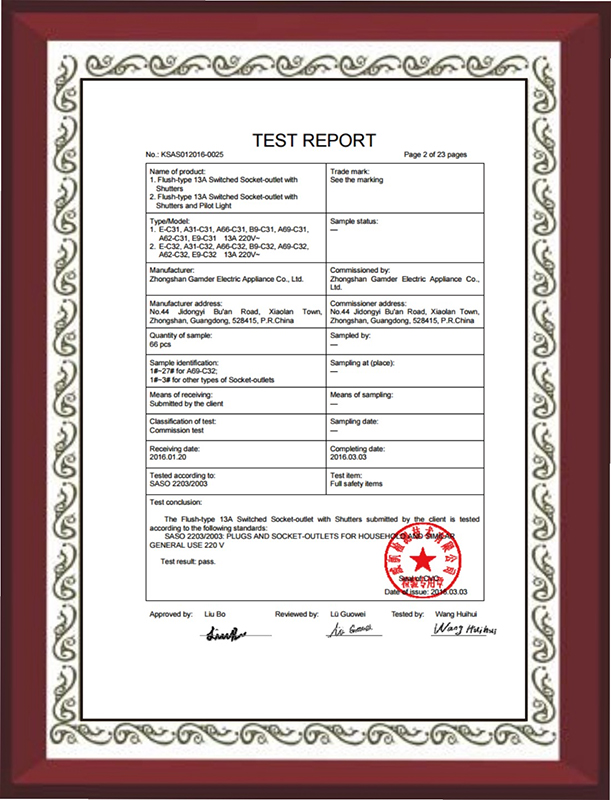 TEST REPORT
No.: KSAS012016-0025 Page 2 of 23 pages
Name of product:
1. Flush-type 13A Switched Socket-outlet with
Shutters
2. Flush-type 13A Switched Socket-outlet with
Shutters and Pilot Light
Trade mark:
See the marking
Type/Model:
1. E-C31, A31-C31, A66-C31, B9-C31, A69-C31,
A62-C31, E9-C31 13A 220V~
2. E-C32, A31-C32, A66-C32, B9-C32, A69-C32,
A62-C32, E9-C32 13A 220V~
Sample status:
—
Manufacturer:
Zhongshan Gamder Electric Appliance Co., Ltd.
Commissioned by:
Zhongshan Gamder Electric Appliance Co.,
Ltd.
Manufacturer address:
No.44 Jidongyi Bu'an Road, Xiaolan Town,
Zhongshan, Guangdong, 528415, P.R.China
Commissioner address:
No.44 Jidongyi Bu'an Road, Xiaolan Town,
Zhongshan, Guangdong, 528415, P.R.China
Quantity of sample:
66 pcs
Sampled by:
—
Sample identification:
1#~27# for A69-C32;
1#~3# for other types of Socket-outlets
Sampling at (place):
—
Means of receiving:
Submitted by the client
Means of sampling:
—
Classification of test:
Commission test
Sampling date:
—
Receiving date:
2016.01.20
Completing date:
2016.03.03
Tested according to:
SASO 2203/2003
Test item:
Full safety items
Test conclusion:
The Flush-type 13A Switched Socket-outlet with Shutters submitted by the client is tested
according to the following standards:
SASO 2203/2003: PLUGS AND SOCKET-OUTLETS FOR HOUSEHOLD AND SIMILAR
GENERAL USE 220 V
Test result: pass.
Seal of CVC
Date of issue: 2016.03.03
Approved by: Liu Bo Reviewed by: Lü Guowei Tested by: Wang Huihui
Wang Huihui